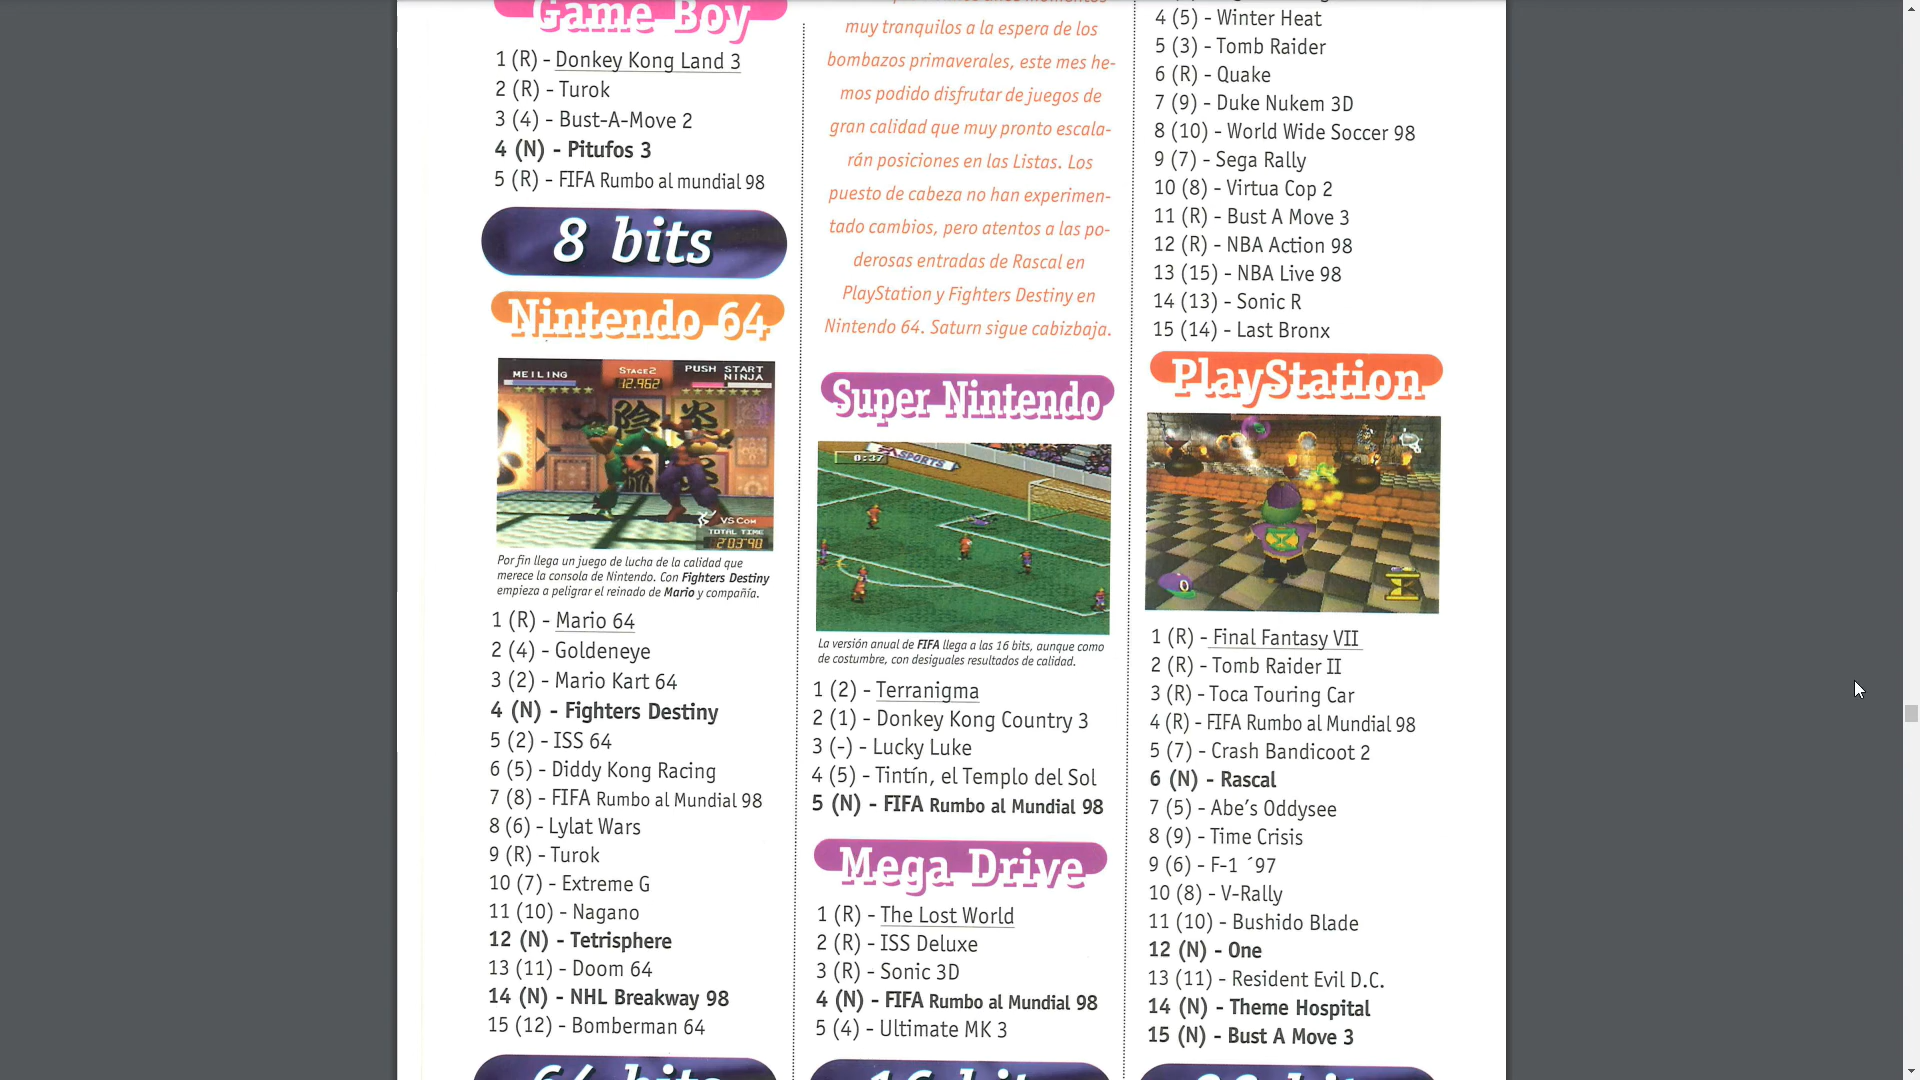 Game Boy
1 (R) - Donkey Kong Land 3
2 (R) - Turok
3 (4) - Bust-A-Move 2
4 (N) - Pitufos 3
5 (R) - FIFA Rumbo al mundial 98
8 bits
Nintendo 64
MEILING
STAGE2
12.962
PUSH START
NINJA
VS COM
TOTAL TIME
2'03"90
Por fin llega un juego de lucha de la calidad que
merece la consola de Nintendo. Con Fighters Destiny
empieza a peligrar el reinado de Mario y compañía.
1 (R) - Mario 64
2 (4) - Goldeneye
3 (2) - Mario Kart 64
4 (N) - Fighters Destiny
5 (2) - ISS 64
6 (5) - Diddy Kong Racing
7 (8) - FIFA Rumbo al Mundial 98
8 (6) - Lylat Wars
9 (R) - Turok
10 (7) - Extreme G
11 (10) - Nagano
12 (N) - Tetrisphere
13 (11) - Doom 64
14 (N) - NHL Breakway 98
15 (12) - Bomberman 64
64 bits
muy tranquilos a la espera de los
bombazos primaverales, este mes he-
mos podido disfrutar de juegos de
gran calidad que muy pronto escala-
rán posiciones en las Listas. Los
puesto de cabeza no han experimen-
tado cambios, pero atentos a las po-
derosas entradas de Rascal en
PlayStation y Fighters Destiny en
Nintendo 64. Saturn sigue cabizbaja.
Super Nintendo
0:37
EA SPORTS
La versión anual de FIFA llega a las 16 bits, aunque como
de costumbre, con desiguales resultados de calidad.
1 (2) - Terranigma
2 (1) - Donkey Kong Country 3
3 (-) - Lucky Luke
4 (5) - Tintín, el Templo del Sol
5 (N) - FIFA Rumbo al Mundial 98
Mega Drive
1 (R) - The Lost World
2 (R) - ISS Deluxe
3 (R) - Sonic 3D
4 (N) - FIFA Rumbo al Mundial 98
5 (4) - Ultimate MK 3
16 bits
4 (5) - Winter Heat
5 (3) - Tomb Raider
6 (R) - Quake
7 (9) - Duke Nukem 3D
8 (10) - World Wide Soccer 98
9 (7) - Sega Rally
10 (8) - Virtua Cop 2
11 (R) - Bust A Move 3
12 (R) - NBA Action 98
13 (15) - NBA Live 98
14 (13) - Sonic R
15 (14) - Last Bronx
PlayStation
1 (R) - Final Fantasy VII
2 (R) - Tomb Raider II
3 (R) - Toca Touring Car
4 (R) - FIFA Rumbo al Mundial 98
5 (7) - Crash Bandicoot 2
6 (N) - Rascal
7 (5) - Abe's Oddysee
8 (9) - Time Crisis
9 (6) - F-1 ´97
10 (8) - V-Rally
11 (10) - Bushido Blade
12 (N) - One
13 (11) - Resident Evil D.C.
14 (N) - Theme Hospital
15 (N) - Bust A Move 3